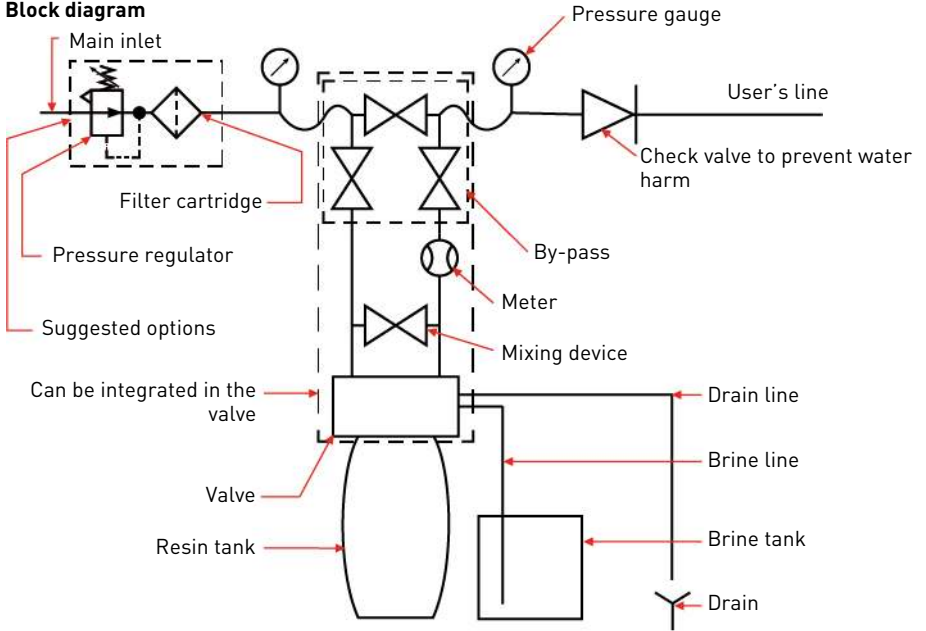 Block diagram
Main inlet
Pressure gauge
User's line
Check valve to prevent water
harm
Filter cartridge
Pressure regulator
By-pass
Meter
Suggested options
Mixing device
Can be integrated in the
valve
Drain line
Brine line
Valve
Resin tank
Brine tank
Drain